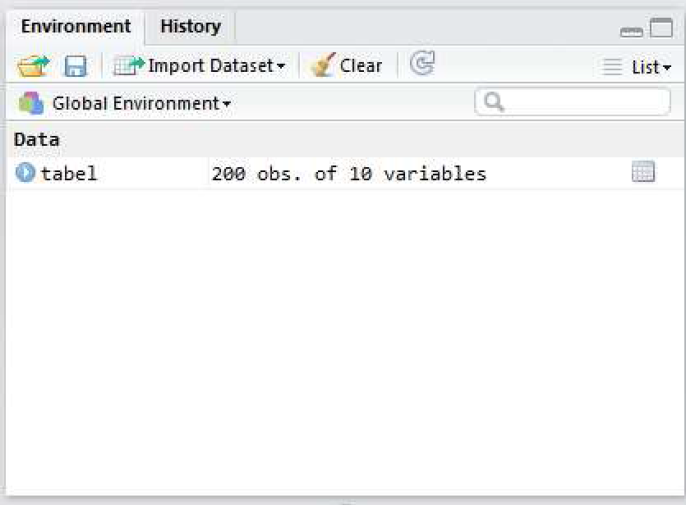 Environment History
Import Dataset Clear List
Global Environment
Data
tabel 200 obs. of 10 variables